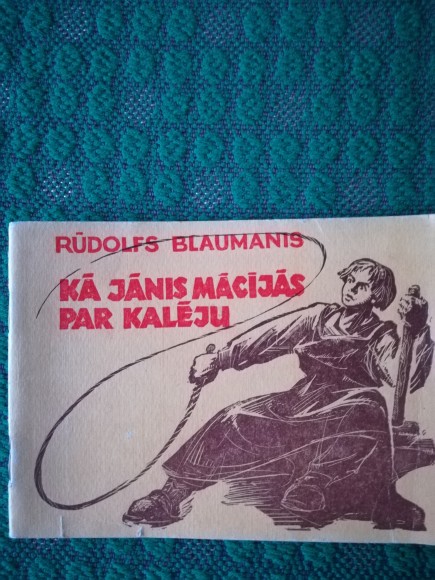 RŪDOLFS BLAUMANIS
KĀ JĀNIS MĀCĪJĀS
PAR KALĒJU